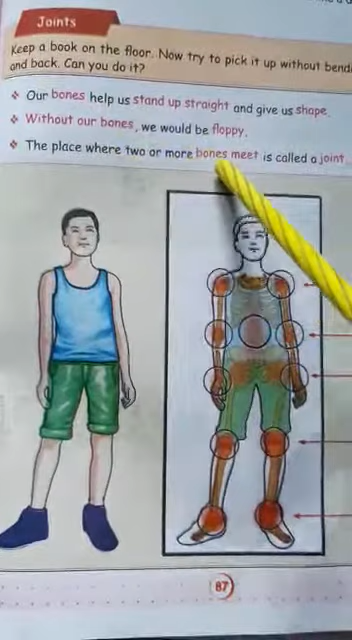 Joints
Keep a book on the floor. Now try to pick it up without bend
and back. Can you do it?
❖ Our bones help us stand up straight and give us shape.
❖ Without our bones, we would be floppy.
❖ The place where two or more bones meet is called a joint.
87